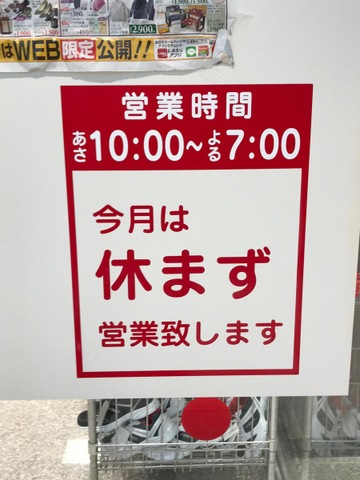 はWEB限定公開!!
営業時間
あさ10:00~よる7:00
今月は
休まず
営業致します